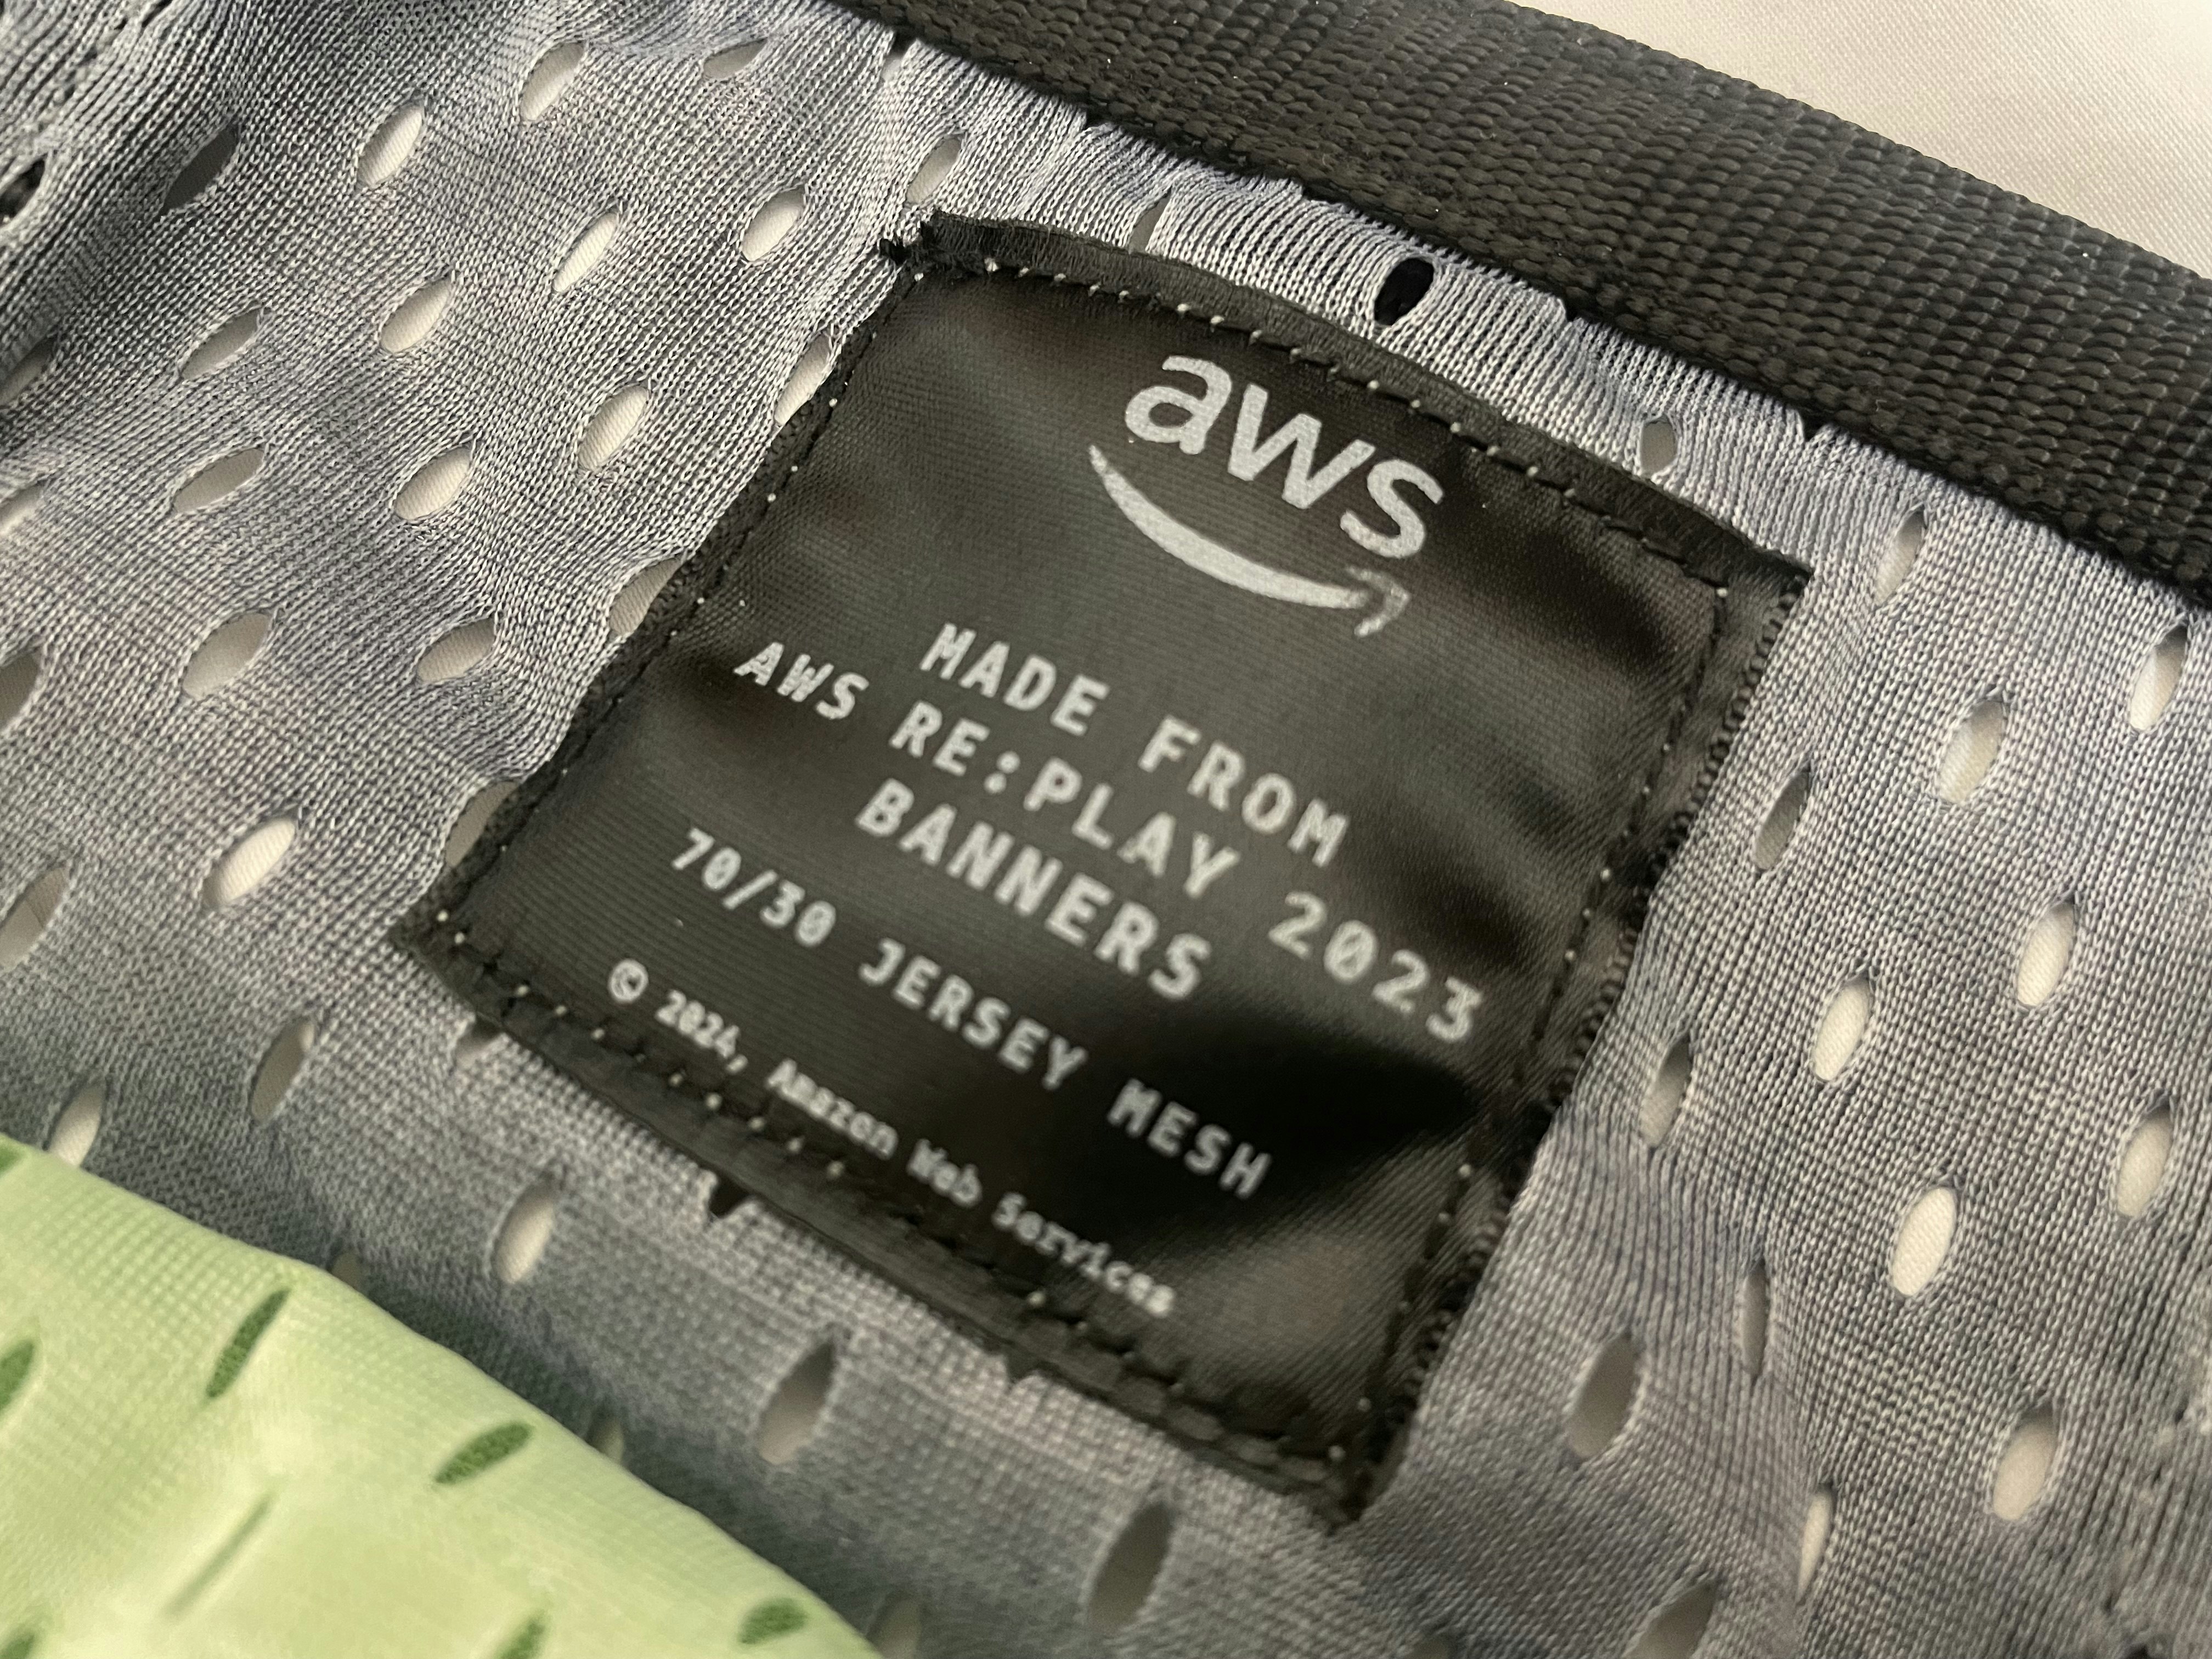 aws
MADE FROM
AWS RE:PLAY 2023
BANNERS
70/30 JERSEY MESH
© 2024, Amazon Web Services